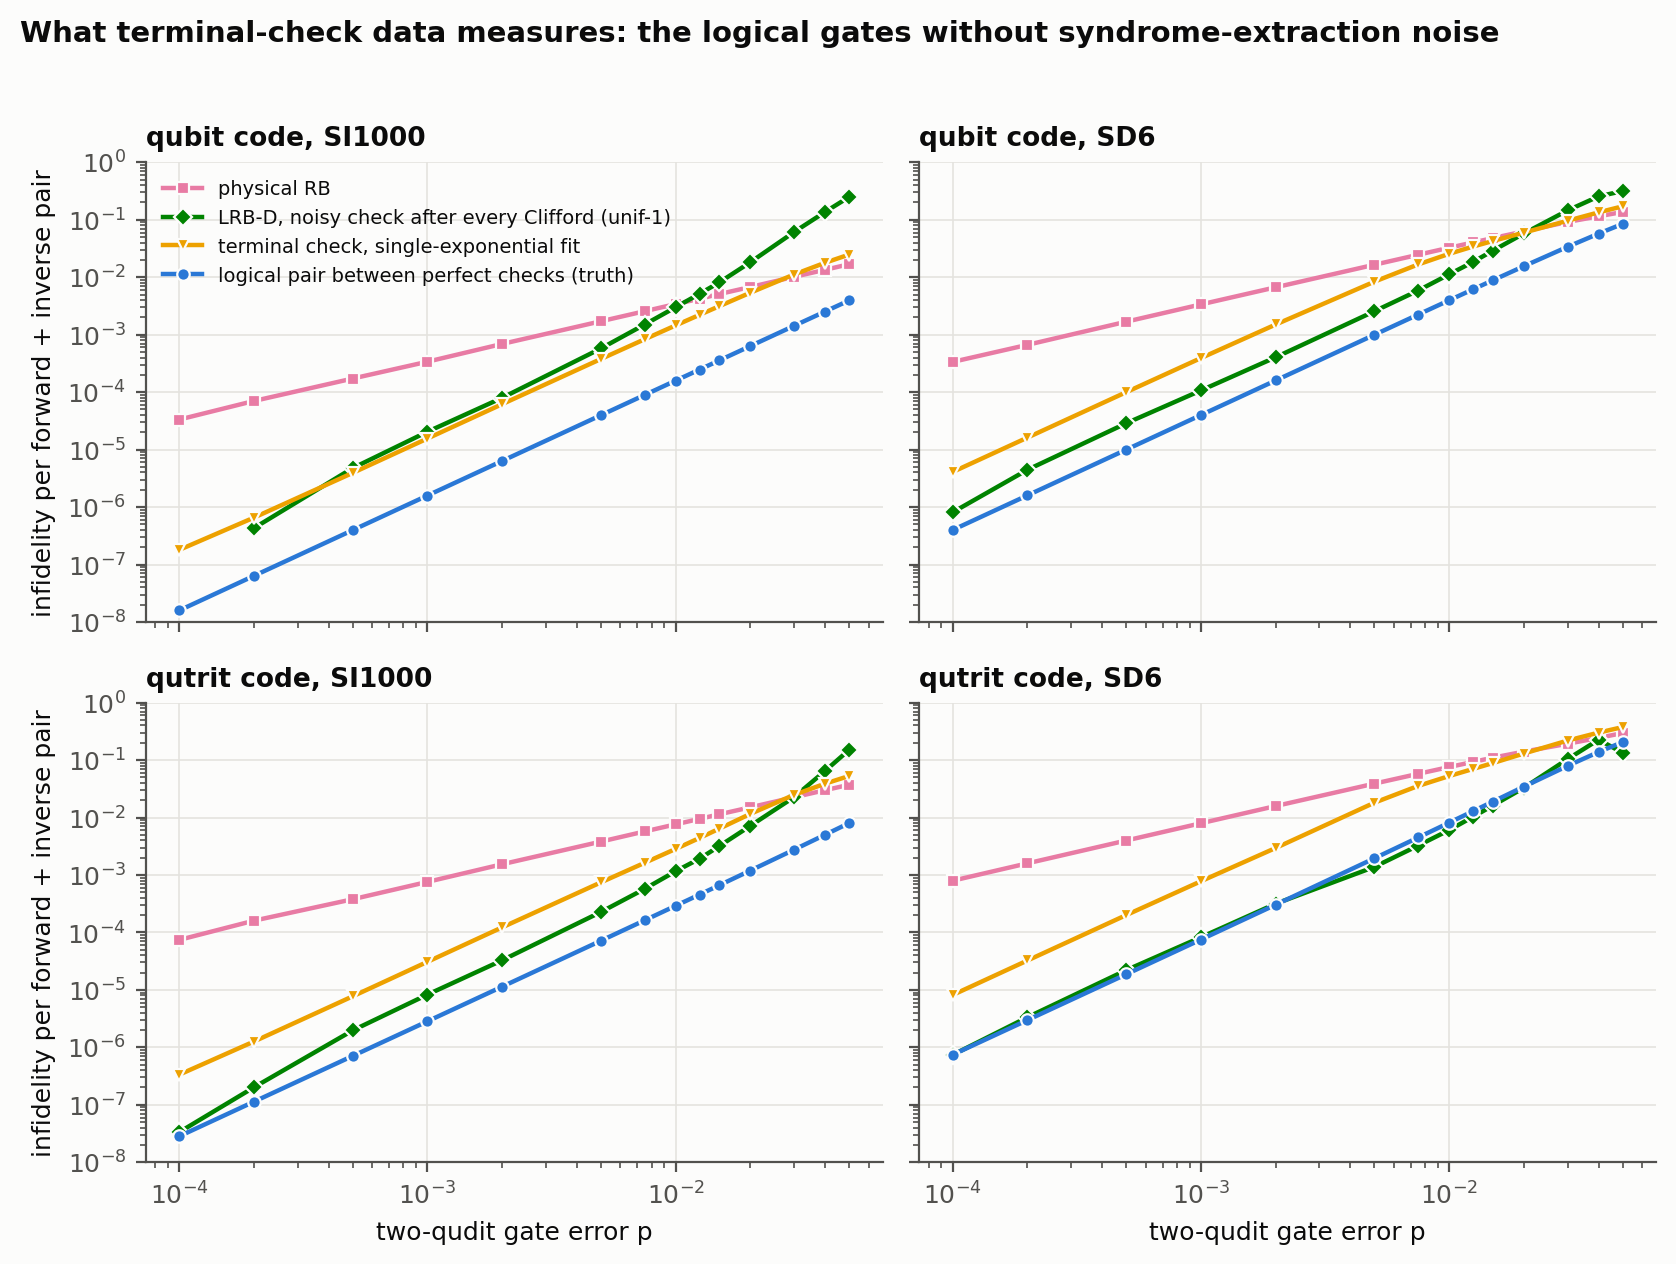 What terminal-check data measures: the logical gates without syndrome-extraction noise
qubit code, SI1000
qubit code, SD6
physical RB
LRB-D, noisy check after every Clifford (unif-1)
terminal check, single-exponential fit
logical pair between perfect checks (truth)
infidelity per forward + inverse pair
10⁰
10⁻¹
10⁻²
10⁻³
10⁻⁴
10⁻⁵
10⁻⁶
10⁻⁷
10⁻⁸
qutrit code, SI1000
qutrit code, SD6
infidelity per forward + inverse pair
10⁰
10⁻¹
10⁻²
10⁻³
10⁻⁴
10⁻⁵
10⁻⁶
10⁻⁷
10⁻⁸
10⁻⁴ 10⁻³ 10⁻²
10⁻⁴ 10⁻³ 10⁻²
two-qudit gate error p
two-qudit gate error p